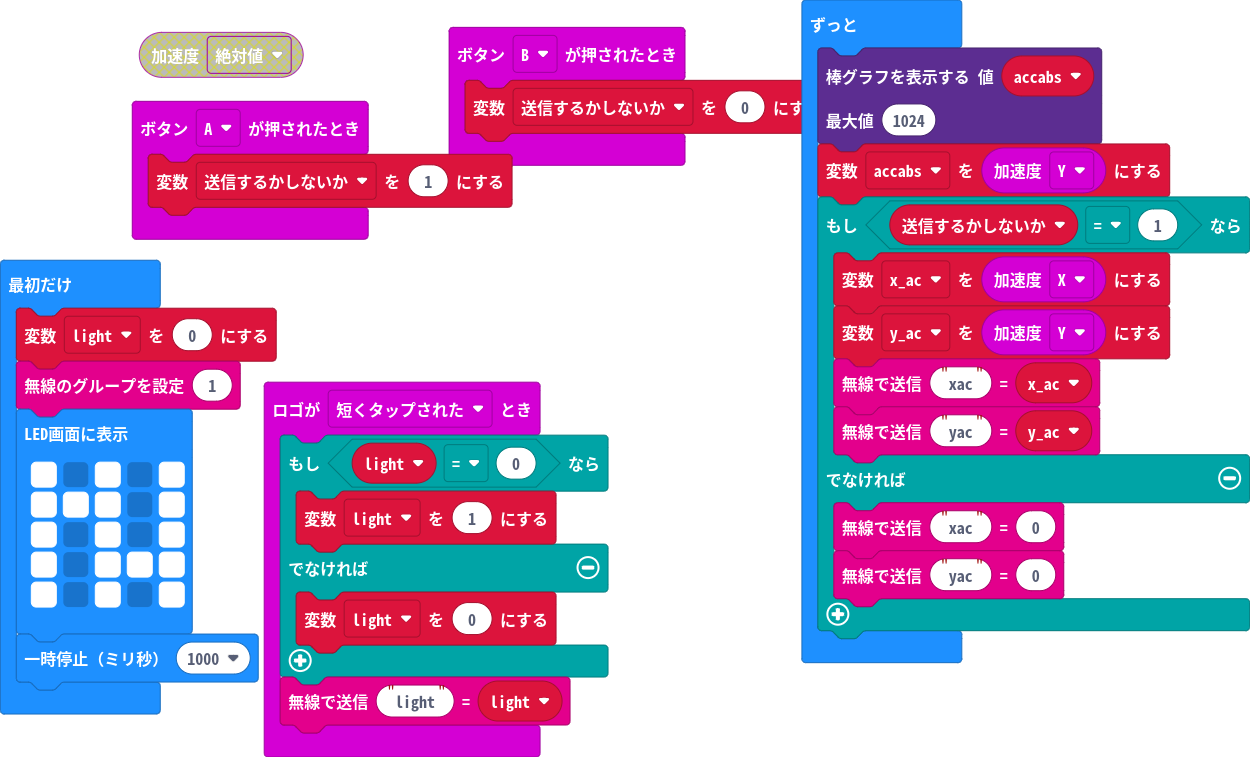 加速度 絶対値
ボタン A が押されたとき
変数 送信するかしないか を 1 にする
ボタン B が押されたとき
変数 送信するかしないか を 0 にす
最初だけ
変数 light を 0 にする
無線のグループを設定 1
LED画面に表示
一時停止（ミリ秒） 1000
ロゴが 短くタップされた とき
もし light = 0 なら
変数 light を 1 にする
でなければ
変数 light を 0 にする
無線で送信 "light" = light
ずっと
棒グラフを表示する 値 accabs
最大値 1024
変数 accabs を 加速度 Y にする
もし 送信するかしないか = 1 なら
変数 x_ac を 加速度 X にする
変数 y_ac を 加速度 Y にする
無線で送信 "xac" = x_ac
無線で送信 "yac" = y_ac
でなければ
無線で送信 "xac" = 0
無線で送信 "yac" = 0